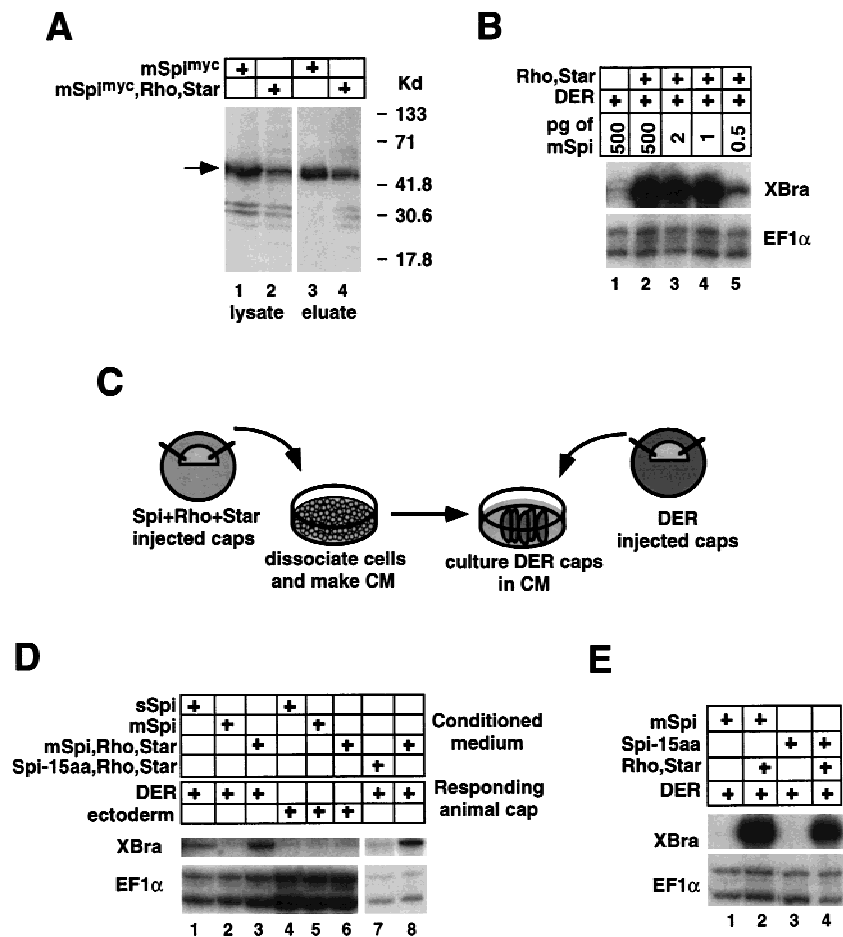 A
mSpimyc + +
mSpimyc,Rho,Star + +
Kd
- 133
- 71
- 41.8
- 30.6
- 17.8
1 2 3 4
lysate eluate
B
Rho,Star + + + +
DER + + + + +
pg of mSpi 500 500 2 1 0.5
XBra
EF1α
1 2 3 4 5
C
Spi+Rho+Star
injected caps
dissociate cells
and make CM
culture DER caps
in CM
DER
injected caps
D
sSpi + +
mSpi + +
mSpi,Rho,Star + + +
Spi-15aa,Rho,Star +
Conditioned
medium
DER + + + + +
ectoderm + + +
Responding
animal cap
XBra
EF1α
1 2 3 4 5 6 7 8
E
mSpi + +
Spi-15aa + +
Rho,Star + +
DER + + + +
XBra
EF1α
1 2 3 4